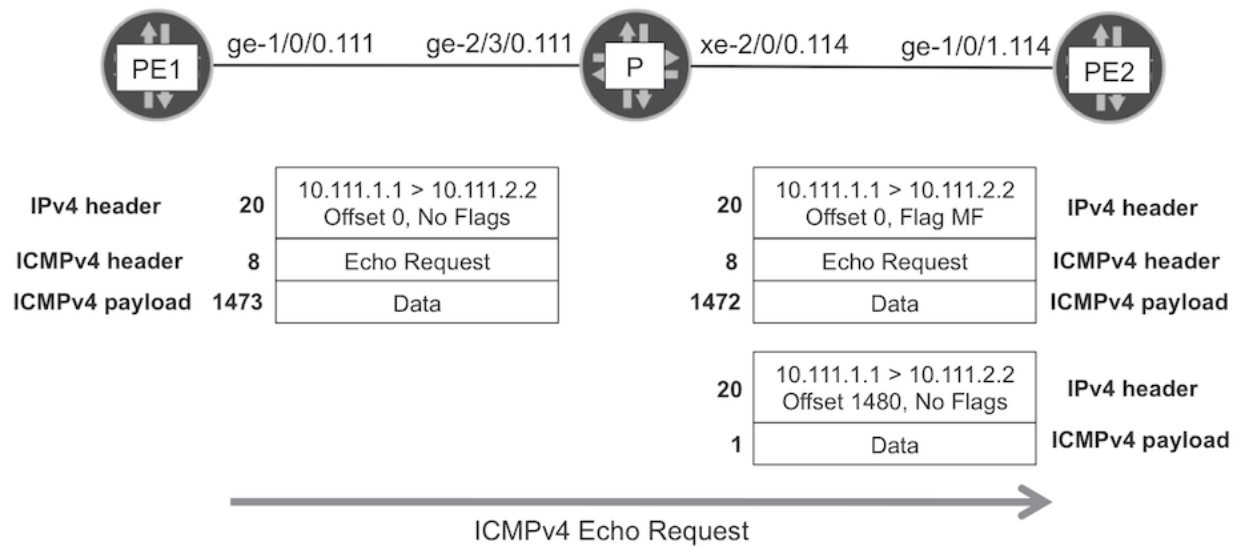 PE1
ge-1/0/0.111
ge-2/3/0.111
P
xe-2/0/0.114
ge-1/0/1.114
PE2
IPv4 header
20
10.111.1.1 > 10.111.2.2
Offset 0, No Flags
ICMPv4 header
8
Echo Request
ICMPv4 payload
1473
Data
20
10.111.1.1 > 10.111.2.2
Offset 0, Flag MF
IPv4 header
8
Echo Request
ICMPv4 header
1472
Data
ICMPv4 payload
20
10.111.1.1 > 10.111.2.2
Offset 1480, No Flags
IPv4 header
1
Data
ICMPv4 payload
ICMPv4 Echo Request